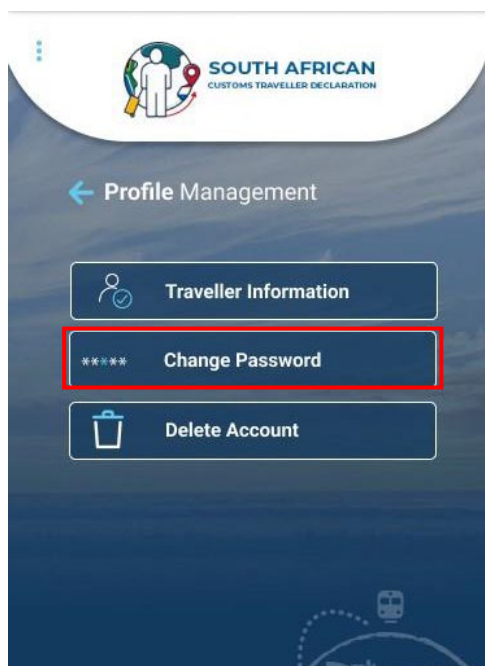 SOUTH AFRICAN
CUSTOMS TRAVELLER DECLARATION
Profile Management
Traveller Information
***** Change Password
Delete Account